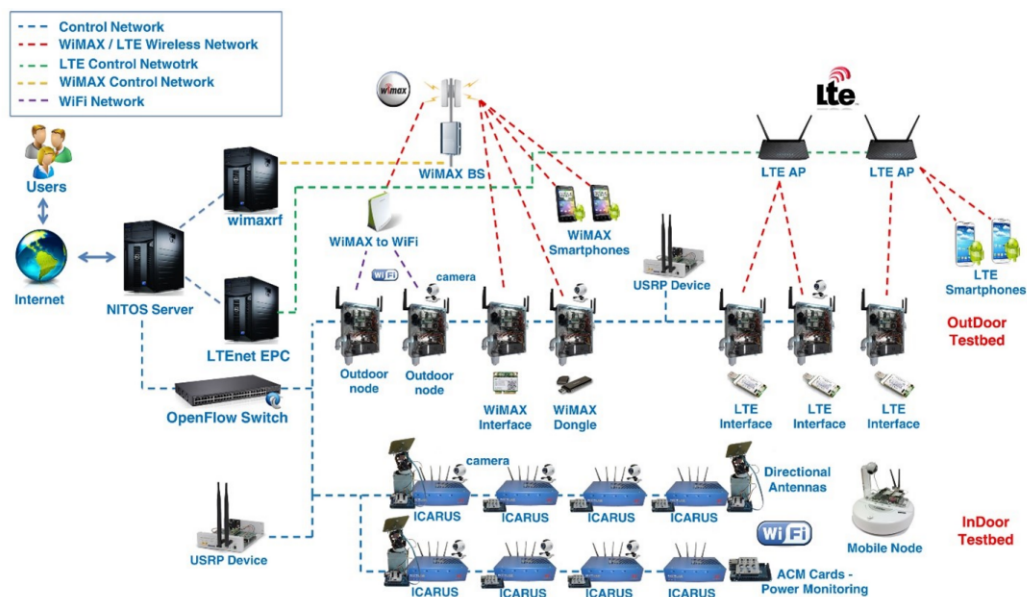 Control Network
WiMAX / LTE Wireless Network
LTE Control Netwotrk
WiMAX Control Network
WiFi Network
wimax
Lte
Users
wimaxrf
WiMAX BS
LTE AP
LTE AP
WiMAX to WiFi
WiMAX
Smartphones
Internet
NITOS Server
WiFi
camera
USRP Device
LTE
Smartphones
LTEnet EPC
OutDoor
Testbed
Outdoor
node
Outdoor
node
OpenFlow Switch
WiMAX
Interface
WiMAX
Dongle
LTE
Interface
LTE
Interface
LTE
Interface
camera
Directional
Antennas
ICARUS
ICARUS
ICARUS
ICARUS
USRP Device
WiFi
Mobile Node
InDoor
Testbed
ICARUS
ICARUS
ICARUS
ICARUS
ACM Cards -
Power Monitoring